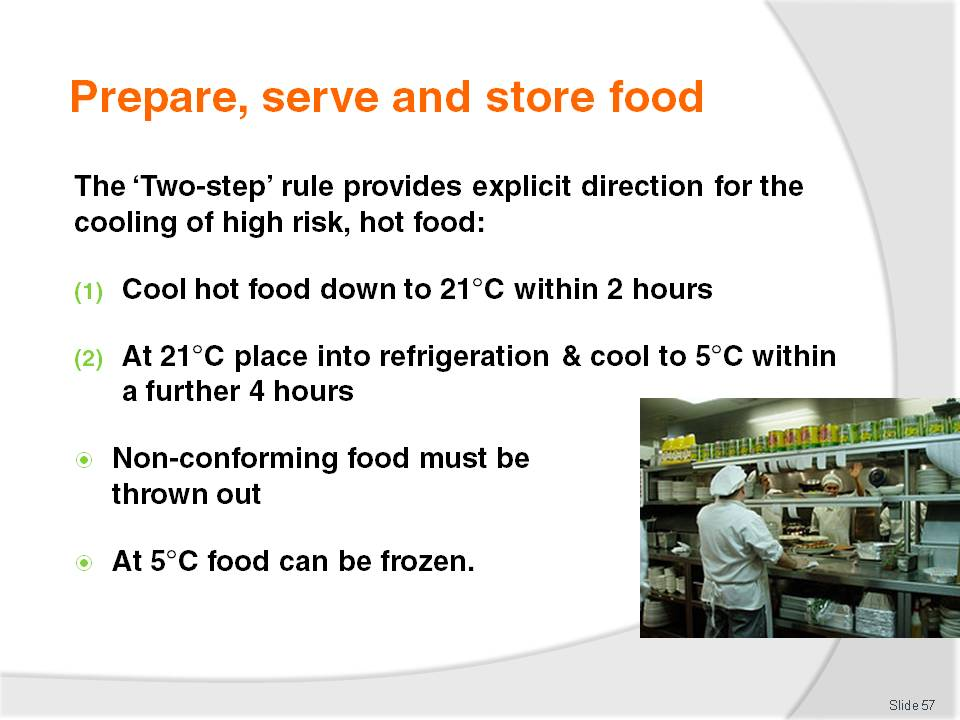 Prepare, serve and store food
The ‘Two-step’ rule provides explicit direction for the
cooling of high risk, hot food:
(1) Cool hot food down to 21°C within 2 hours
(2) At 21°C place into refrigeration & cool to 5°C within
a further 4 hours
Non-conforming food must be
thrown out
At 5°C food can be frozen.
Slide 57